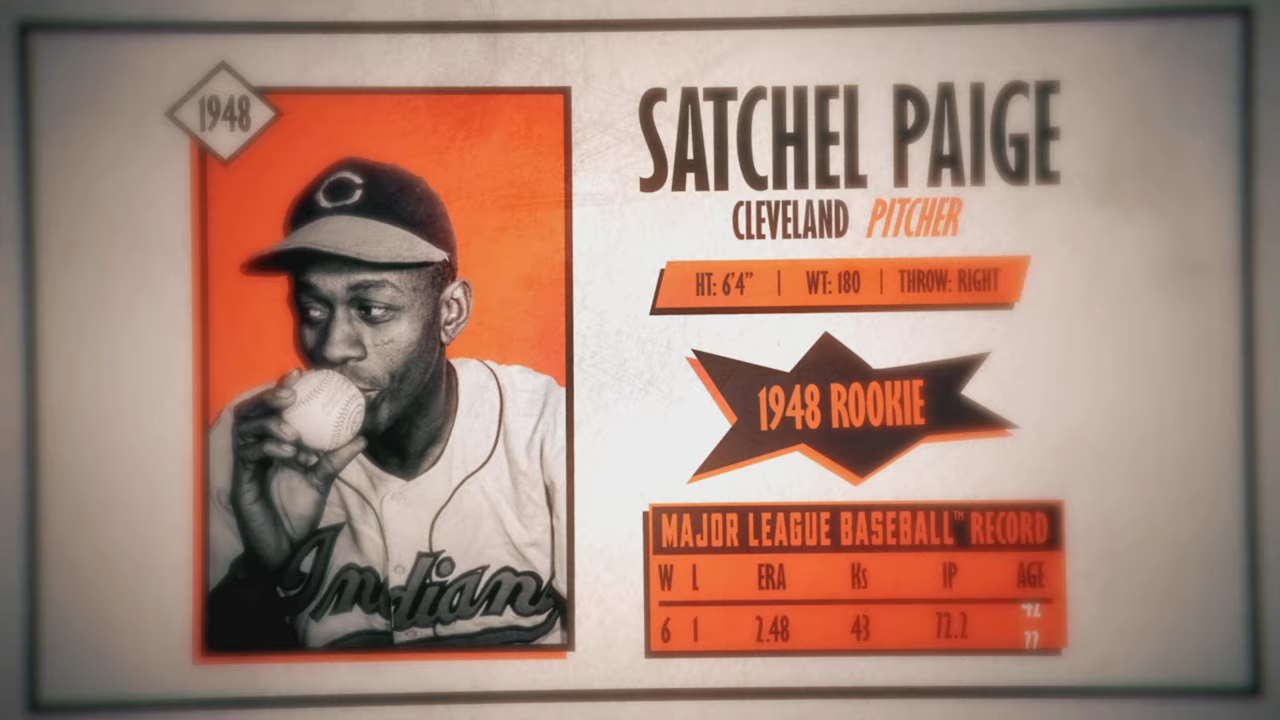 1948
SATCHEL PAIGE
CLEVELAND PITCHER
HT: 6'4" | WT: 180 | THROW: RIGHT
1948 ROOKIE
MAJOR LEAGUE BASEBALL™ RECORD
W L ERA Ks IP AGE
6 1 2.48 43 72.2
C
Indians